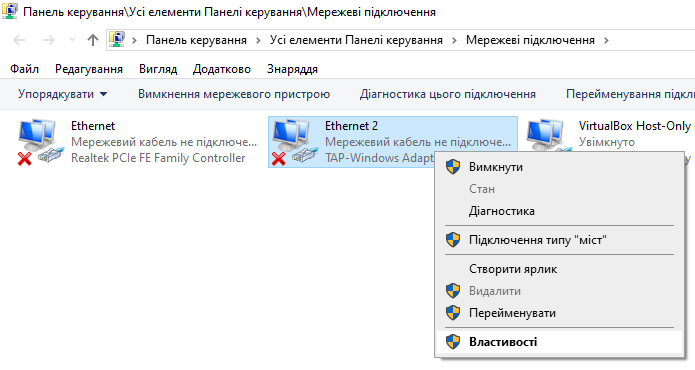 Панель керування\Усі елементи Панелі керування\Мережеві підключення
Панель керування > Усі елементи Панелі керування > Мережеві підключення >
Файл Редагування Вигляд Додатково Знаряддя
Упорядкувати Вимкнення мережевого пристрою Діагностика цього підключення Перейменування підклю
Ethernet
Мережевий кабель не підключе...
Realtek PCIe FE Family Controller
Ethernet 2
Мережевий кабель не підключе...
TAP-Windows Adapt
VirtualBox Host-Only
Увімкнуто
Вимкнути
Стан
Діагностика
Підключення типу "міст"
Створити ярлик
Видалити
Перейменувати
Властивості